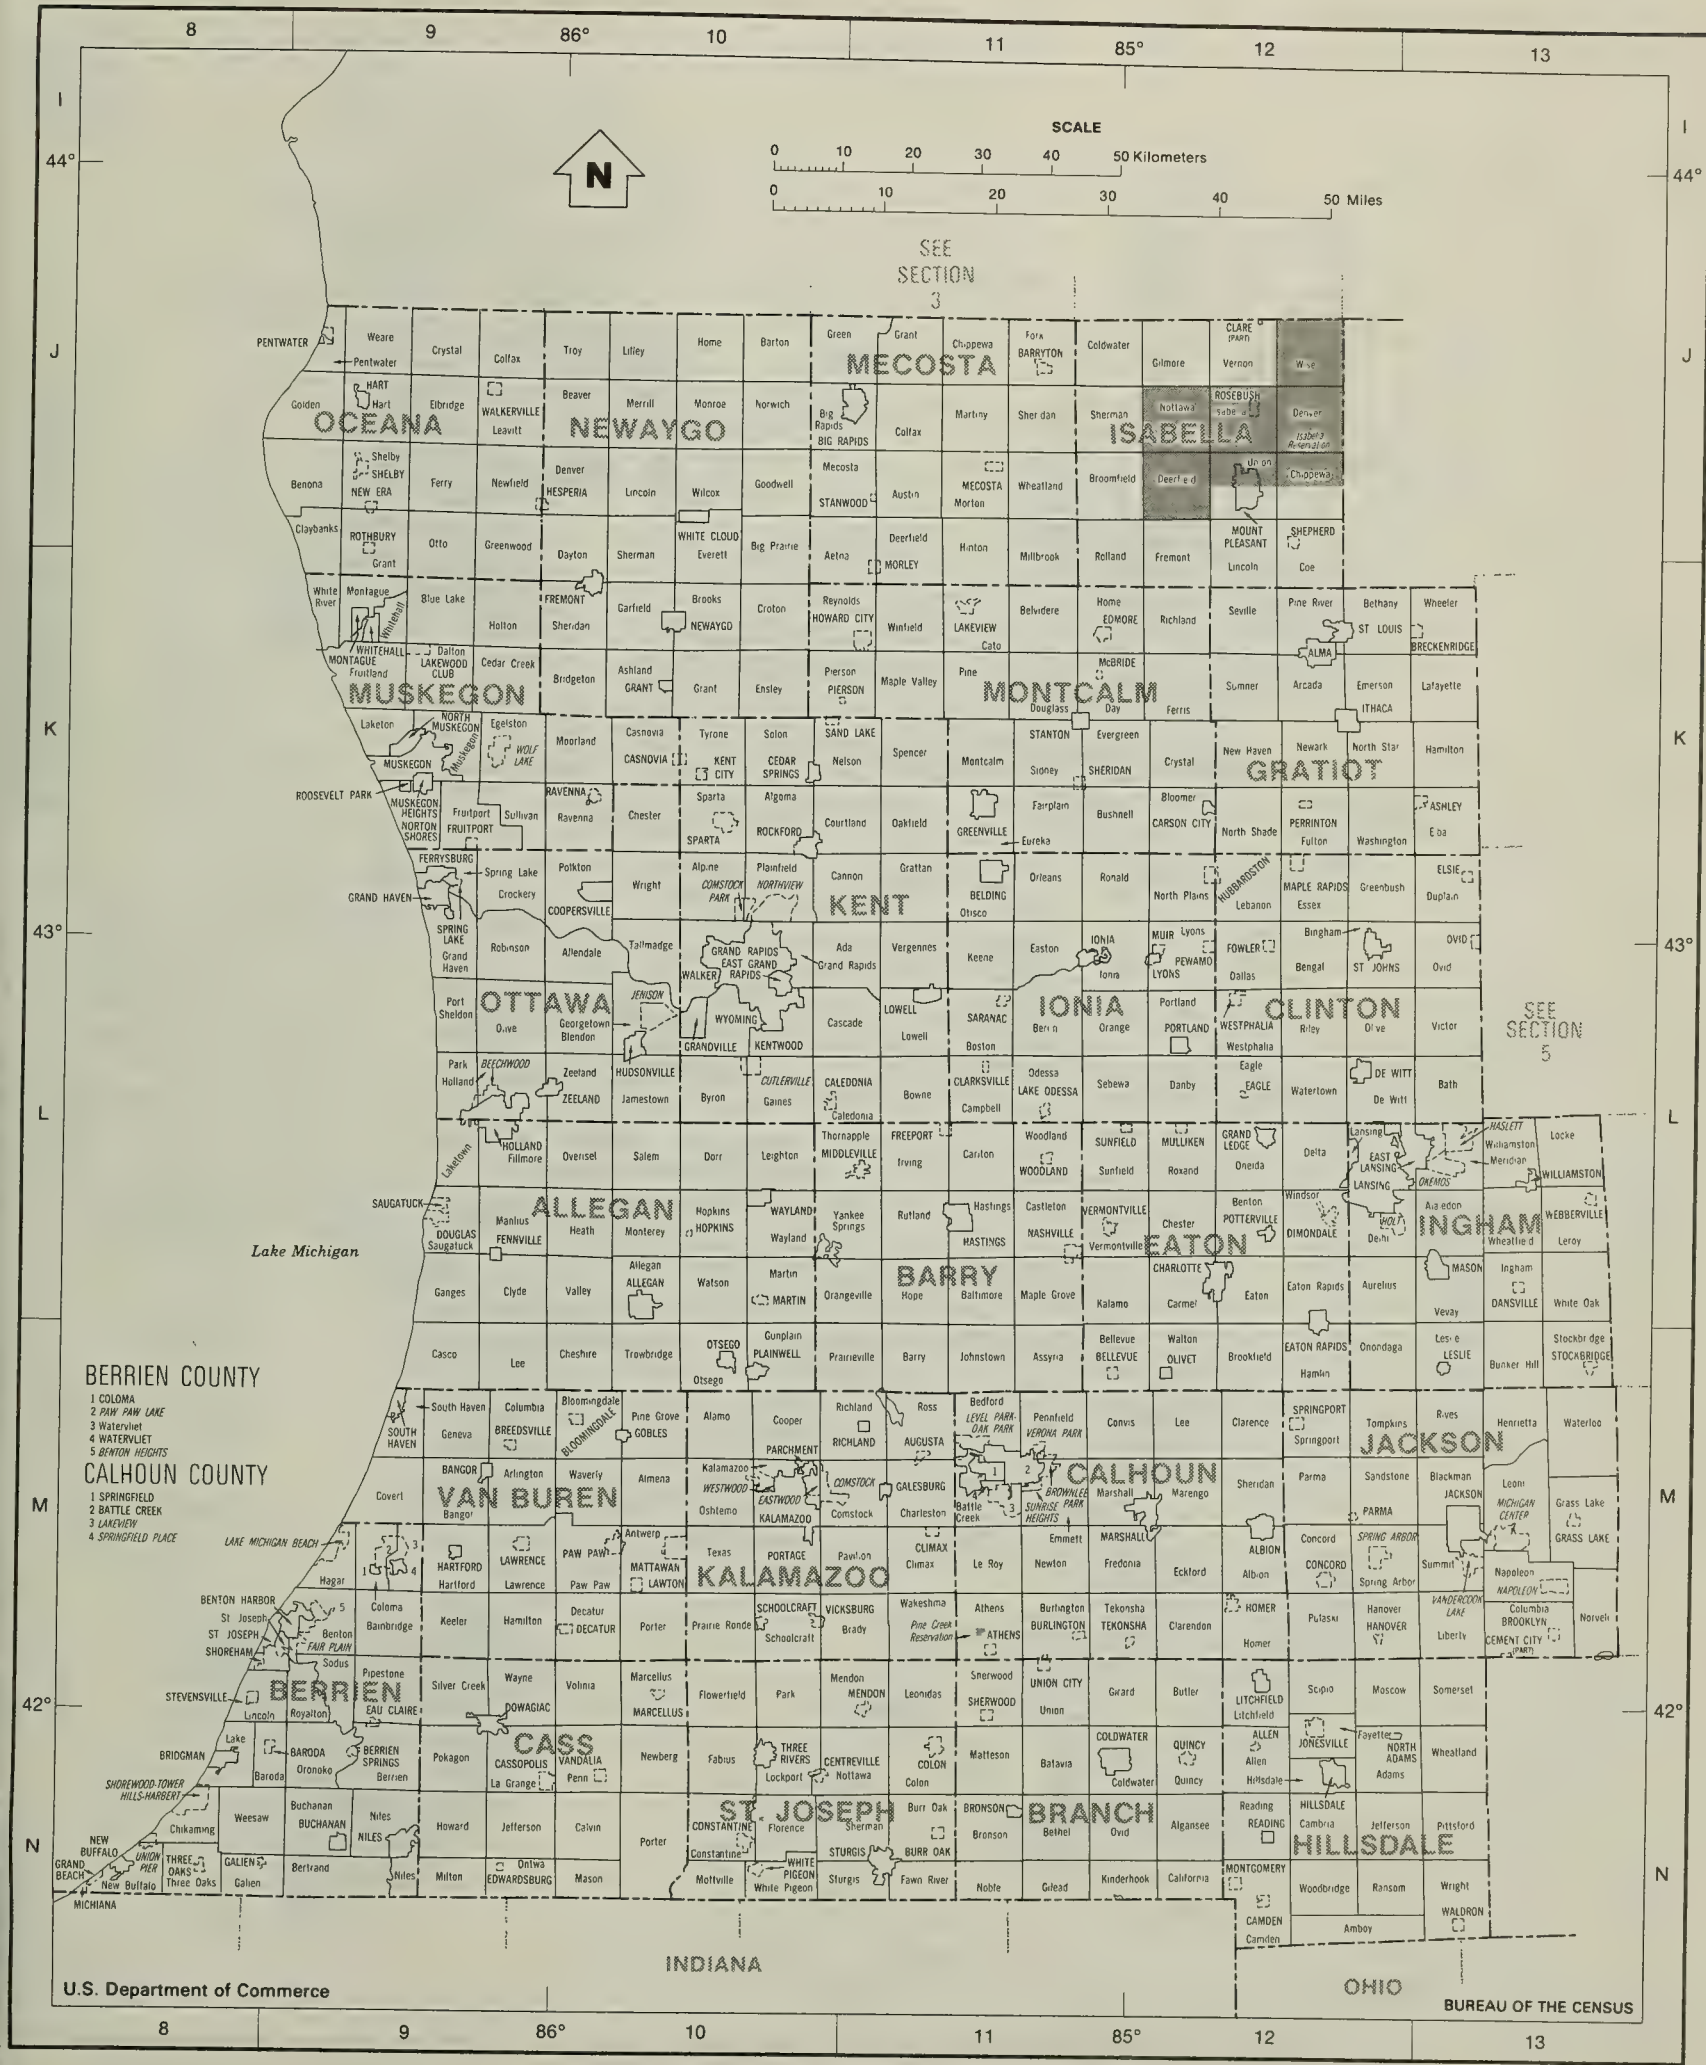 8 9 86° 10 11 85° 12 13
I I
44° 44°
SCALE
0 10 20 30 40 50 Kilometers
0 10 20 30 40 50 Miles
N
SEE
SECTION
3
J J
PENTWATER Weare Crystal Colfax Troy Lilley Home Barton Green Grant Chippewa Fork BARRYTON Coldwater Gilmore CLARE (PART) Vernon Wise
Pentwater
MECOSTA
HART Hart Golden Elbridge WALKERVILLE Leavitt Beaver Merrill Monroe Norwich Big Rapids BIG RAPIDS Colfax Martiny Sheridan Sherman Nottawa ROSEBUSH Isabella Denver
OCEANA NEWAYGO ISABELLA
Isabella Reservation
Shelby SHELBY NEW ERA Benona Ferry Newfield Denver HESPERIA Lincoln Wilcox Goodwell Mecosta STANWOOD Austin MECOSTA Morton Wheatland Broomfield Deerfield Union Chippewa
Claybanks ROTHBURY Grant Otto Greenwood Dayton Sherman WHITE CLOUD Everett Big Prairie Aetna Deerfield MORLEY Hinton Millbrook Rolland Fremont MOUNT PLEASANT Lincoln SHEPHERD Coe
White River Montague Whitehall Blue Lake Holton FREMONT Sheridan Garfield Brooks NEWAYGO Croton Reynolds HOWARD CITY Winfield LAKEVIEW Cato Belvidere Home EDMORE Richland Seville Pine River Bethany Wheeler ST LOUIS BRECKENRIDGE ALMA
WHITEHALL MONTAGUE Fruitland Dalton LAKEWOOD CLUB Cedar Creek Bridgeton Ashland GRANT Grant Ensley Pierson PIERSON Maple Valley Pine Douglass McBRIDE Day Ferris Sumner Arcada Emerson Lafayette ITHACA
MUSKEGON MONTCALM
K K
Laketon NORTH MUSKEGON Muskegon Egelston WOLF LAKE Moorland Casnovia CASNOVIA Tyrone KENT CITY Solon CEDAR SPRINGS SAND LAKE Nelson Spencer Montcalm STANTON Sidney Evergreen SHERIDAN Crystal New Haven Newark North Star Hamilton
MUSKEGON GRATIOT
ROOSEVELT PARK MUSKEGON HEIGHTS NORTON SHORES Fruitport FRUITPORT Sullivan RAVENNA Ravenna Chester Sparta SPARTA Algoma ROCKFORD Courtland Oakfield GREENVILLE Eureka Fairplain Bushnell Bloomer CARSON CITY North Shade PERRINTON Fulton Washington ASHLEY Elba
FERRYSBURG Spring Lake GRAND HAVEN Crockery Polkton COOPERSVILLE Wright Alpine COMSTOCK PARK Plainfield NORTHVIEW Cannon Grattan BELDING Otisco Orleans Ronald North Plains HUBBARDSTON Lebanon MAPLE RAPIDS Essex Greenbush ELSIE Duplain
KENT
43° 43°
SPRING LAKE Grand Haven Robinson Allendale Tallmadge GRAND RAPIDS EAST GRAND RAPIDS WALKER Grand Rapids Ada Vergennes Keene Easton IONIA Ionia MUIR Lyons PEWAMO LYONS FOWLER Dallas Bingham Bengal ST JOHNS OVID Ovid
Port Sheldon Olive JENISON Georgetown Blendon WYOMING GRANDVILLE KENTWOOD Cascade LOWELL Lowell SARANAC Boston Berlin Orange Portland PORTLAND WESTPHALIA Westphalia Riley Olive Victor
OTTAWA IONIA CLINTON
SEE
SECTION
5
Park Holland BEECHWOOD Zeeland ZEELAND HUDSONVILLE Jamestown Byron CUTLERVILLE Gaines CALEDONIA Caledonia Bowne CLARKSVILLE Campbell Odessa LAKE ODESSA Sebewa Danby Eagle EAGLE Watertown DE WITT De Witt Bath
L L
Laketown HOLLAND Fillmore Overisel Salem Dorr Leighton Thornapple MIDDLEVILLE FREEPORT Irving Carlton Woodland WOODLAND SUNFIELD Sunfield MULLIKEN Roxand GRAND LEDGE Oneida Delta Lansing EAST LANSING LANSING OKEMOS HASLETT Williamston Meridian Locke WILLIAMSTON
SAUGATUCK DOUGLAS Saugatuck Manlius FENNVILLE Heath Monterey Hopkins HOPKINS WAYLAND Wayland Yankee Springs Rutland Hastings HASTINGS Castleton NASHVILLE VERMONTVILLE Vermontville Chester Benton POTTERVILLE Windsor DIMONDALE HOLT Delhi Alaiedon Wheatfield WEBBERVILLE Leroy
ALLEGAN EATON INGHAM
Lake Michigan
Ganges Clyde Valley Allegan ALLEGAN Watson Martin MARTIN Orangeville Hope Baltimore Maple Grove Kalamo CHARLOTTE Carmel Eaton Eaton Rapids Aurelius MASON Vevay Ingham DANSVILLE White Oak
BARRY
Casco Lee Cheshire Trowbridge OTSEGO Otsego Gunplain PLAINWELL Prairieville Barry Johnstown Assyria Bellevue BELLEVUE Walton OLIVET Brookfield EATON RAPIDS Hamlin Onondaga Leslie LESLIE Bunker Hill Stockbridge STOCKBRIDGE
BERRIEN COUNTY
1 COLOMA
2 PAW PAW LAKE
3 Watervliet
4 WATERVLIET
5 BENTON HEIGHTS
CALHOUN COUNTY
1 SPRINGFIELD
2 BATTLE CREEK
3 LAKEVIEW
4 SPRINGFIELD PLACE
South Haven SOUTH HAVEN Geneva Columbia BREEDSVILLE Bloomingdale BLOOMINGDALE Pine Grove GOBLES Alamo Cooper PARCHMENT Richland RICHLAND Ross AUGUSTA Bedford LEVEL PARK-OAK PARK Pennfield VERONA PARK Convis Lee Clarence SPRINGPORT Springport Tompkins Rives Henrietta Waterloo
JACKSON
M M
Covert BANGOR Bangor Arlington Waverly Almena Kalamazoo WESTWOOD EASTWOOD Oshtemo KALAMAZOO COMSTOCK Comstock GALESBURG Charleston 1 2 3 Battle Creek BROWNLEE PARK SUNRISE HEIGHTS Emmett Marshall MARSHALL Marengo Sheridan Parma PARMA Sandstone Blackman JACKSON Leoni MICHIGAN CENTER Grass Lake GRASS LAKE
VAN BUREN CALHOUN
LAKE MICHIGAN BEACH Hagar 1 2 3 4 HARTFORD Hartford LAWRENCE Lawrence PAW PAW Paw Paw Antwerp MATTAWAN LAWTON Texas PORTAGE Pavilion CLIMAX Climax Le Roy Newton Fredonia Eckford ALBION Albion Concord CONCORD SPRING ARBOR Spring Arbor Summit VANDERCOOK LAKE Napoleon NAPOLEON
KALAMAZOO
BENTON HARBOR St Joseph ST JOSEPH SHOREHAM 5 Benton FAIR PLAIN Sodus Coloma Bainbridge Keeler Hamilton Decatur DECATUR Porter Prairie Ronde SCHOOLCRAFT Schoolcraft VICKSBURG Brady Wakeshma Pine Creek Reservation Athens ATHENS Burlington BURLINGTON Tekonsha TEKONSHA Clarendon HOMER Homer Pulaski Hanover HANOVER Liberty Columbia BROOKLYN CEMENT CITY (PART) Norvell
42° 42°
STEVENSVILLE Lincoln Royalton Pipestone EAU CLAIRE Silver Creek Wayne DOWAGIAC Volinia Marcellus MARCELLUS Flowerfield Park Mendon MENDON Leonidas Sherwood SHERWOOD UNION CITY Union Girard Butler LITCHFIELD Litchfield Scipio Moscow Somerset
BERRIEN CASS
BRIDGMAN Lake BARODA Baroda Oronoko BERRIEN SPRINGS Berrien Pokagon CASSOPOLIS La Grange VANDALIA Penn Newberg Fabius THREE RIVERS Lockport CENTREVILLE Nottawa COLON Colon Matteson Batavia COLDWATER Coldwater QUINCY Quincy ALLEN Allen JONESVILLE Fayette Hillsdale NORTH ADAMS Adams Wheatland
SHOREWOOD-TOWER HILLS-HARBERT Chikaming Weesaw Buchanan BUCHANAN Niles NILES Howard Jefferson Calvin Porter CONSTANTINE Constantine Florence Sherman Burr Oak BURR OAK BRONSON Bronson Bethel Ovid Algansee Reading READING HILLSDALE Cambria Jefferson Pittsford
ST. JOSEPH BRANCH HILLSDALE
N N
NEW BUFFALO GRAND BEACH New Buffalo MICHIANA UNION PIER THREE OAKS Three Oaks GALIEN Galien Bertrand Niles Milton Ontwa EDWARDSBURG Mason Mottville WHITE PIGEON White Pigeon STURGIS Sturgis Fawn River Noble Gilead Kinderhook California MONTGOMERY CAMDEN Camden Woodbridge Ransom Amboy Wright WALDRON
INDIANA
OHIO
U.S. Department of Commerce
BUREAU OF THE CENSUS
8 9 86° 10 11 85° 12 13